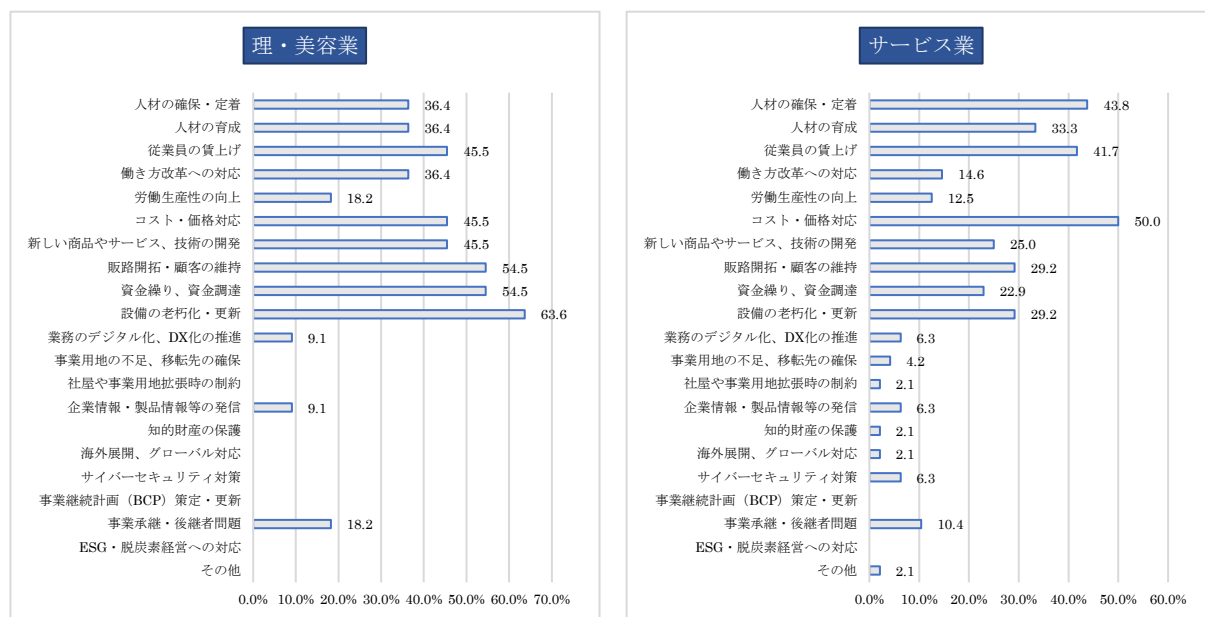 理・美容業
人材の確保・定着 36.4
人材の育成 36.4
従業員の賃上げ 45.5
働き方改革への対応 36.4
労働生産性の向上 18.2
コスト・価格対応 45.5
新しい商品やサービス、技術の開発 45.5
販路開拓・顧客の維持 54.5
資金繰り、資金調達 54.5
設備の老朽化・更新 63.6
業務のデジタル化、DX化の推進 9.1
事業用地の不足、移転先の確保
社屋や事業用地拡張時の制約
企業情報・製品情報等の発信 9.1
知的財産の保護
海外展開、グローバル対応
サイバーセキュリティ対策
事業継続計画（BCP）策定・更新
事業承継・後継者問題 18.2
ESG・脱炭素経営への対応
その他
0.0% 10.0% 20.0% 30.0% 40.0% 50.0% 60.0% 70.0%
サービス業
人材の確保・定着 43.8
人材の育成 33.3
従業員の賃上げ 41.7
働き方改革への対応 14.6
労働生産性の向上 12.5
コスト・価格対応 50.0
新しい商品やサービス、技術の開発 25.0
販路開拓・顧客の維持 29.2
資金繰り、資金調達 22.9
設備の老朽化・更新 29.2
業務のデジタル化、DX化の推進 6.3
事業用地の不足、移転先の確保 4.2
社屋や事業用地拡張時の制約 2.1
企業情報・製品情報等の発信 6.3
知的財産の保護 2.1
海外展開、グローバル対応 2.1
サイバーセキュリティ対策 6.3
事業継続計画（BCP）策定・更新
事業承継・後継者問題 10.4
ESG・脱炭素経営への対応
その他 2.1
0.0% 10.0% 20.0% 30.0% 40.0% 50.0% 60.0%